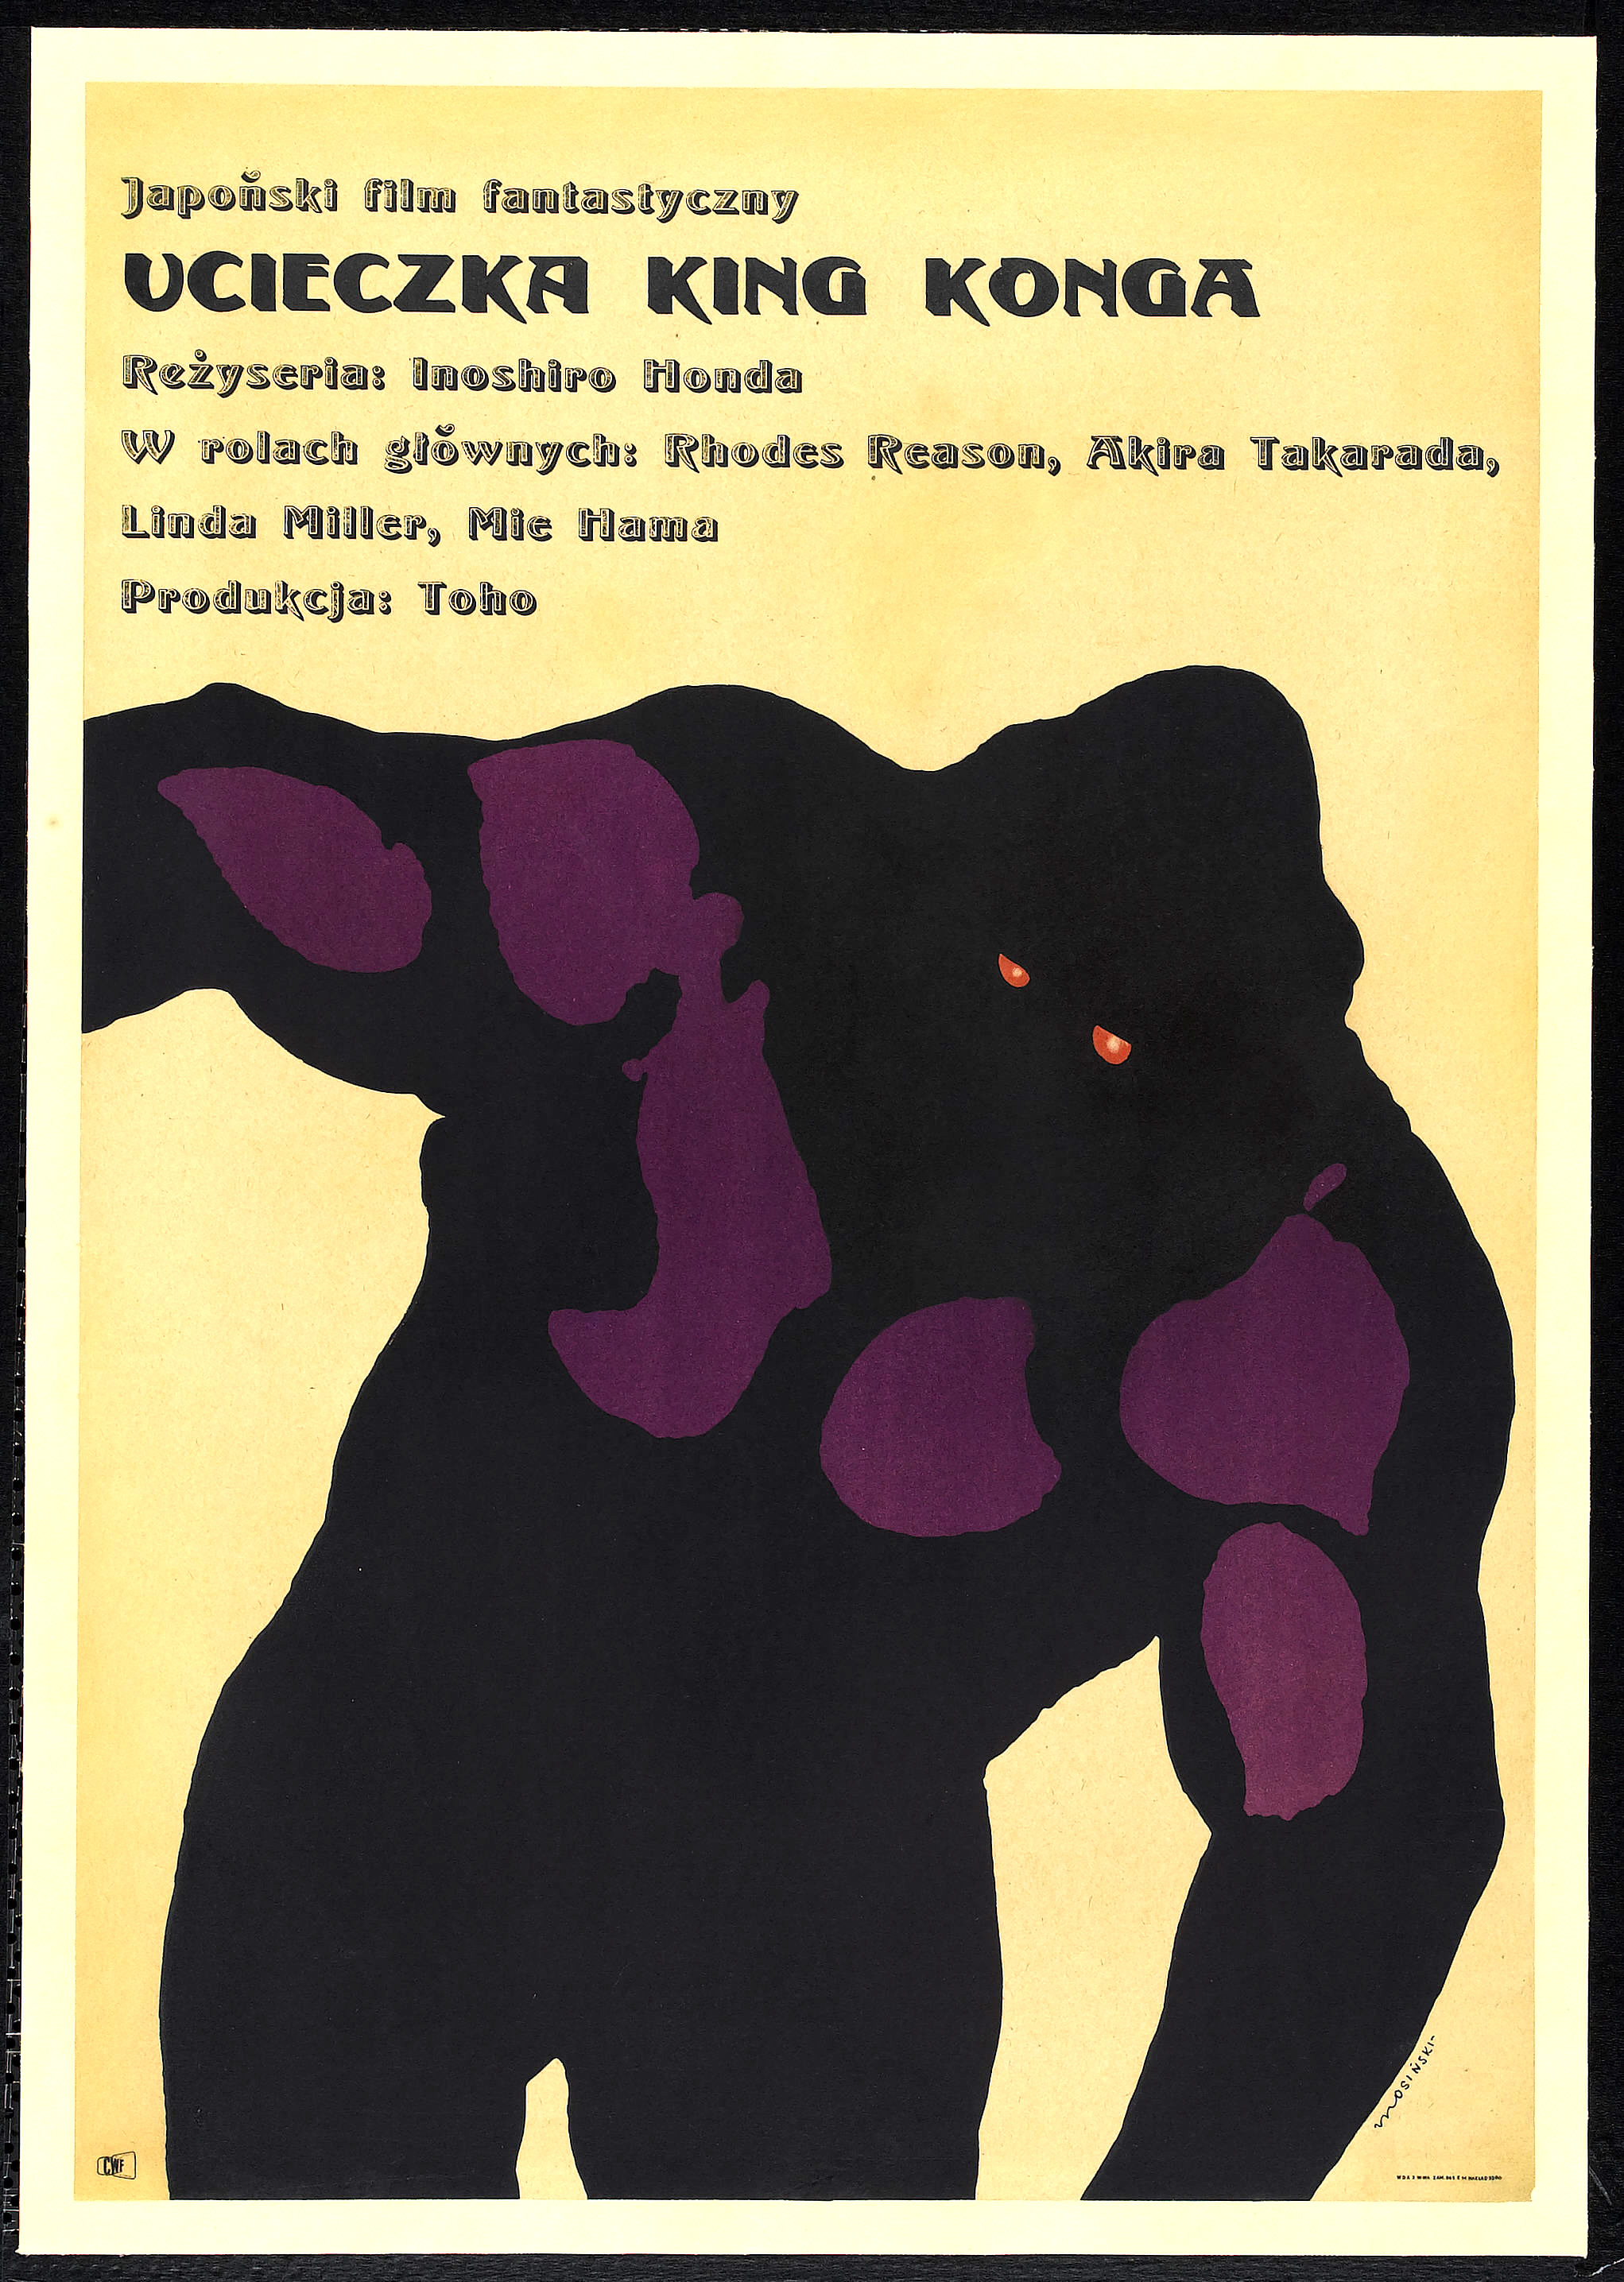 Japoński film fantastyczny
UCIECZKA KING KONGA
Reżyseria: Inoshiro Honda
W rolach głównych: Rhodes Reason, Akira Takarada,
Linda Miller, Mie Hama
Produkcja: Toho
MOSIŃSKI
CWF